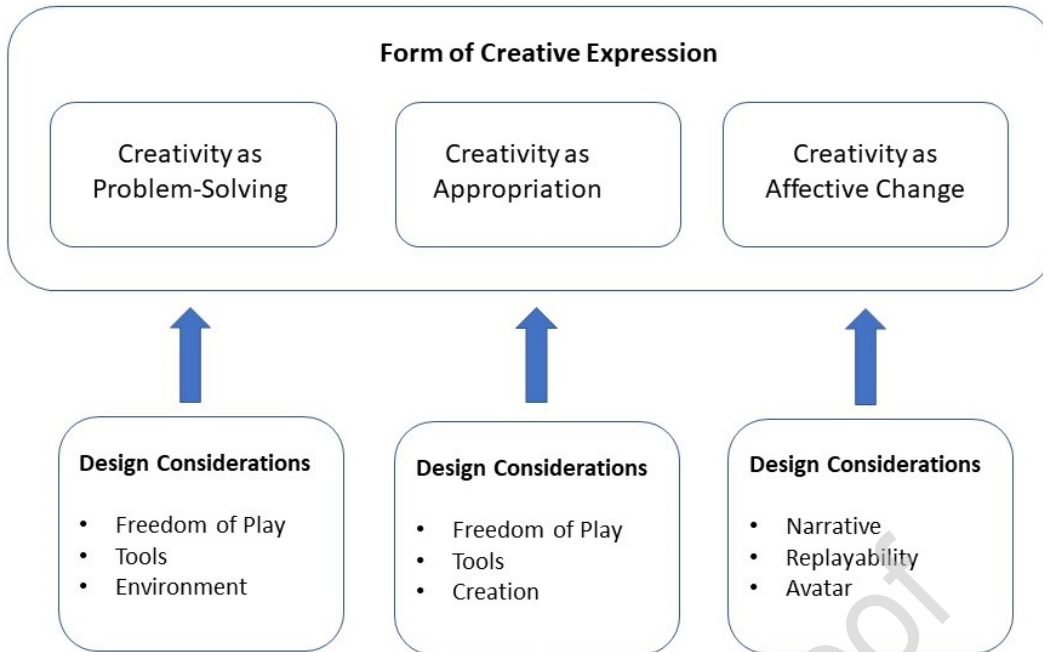 Form of Creative Expression
Creativity as
Problem-Solving
Creativity as
Appropriation
Creativity as
Affective Change
Design Considerations
• Freedom of Play
• Tools
• Environment
Design Considerations
• Freedom of Play
• Tools
• Creation
Design Considerations
• Narrative
• Replayability
• Avatar
oof